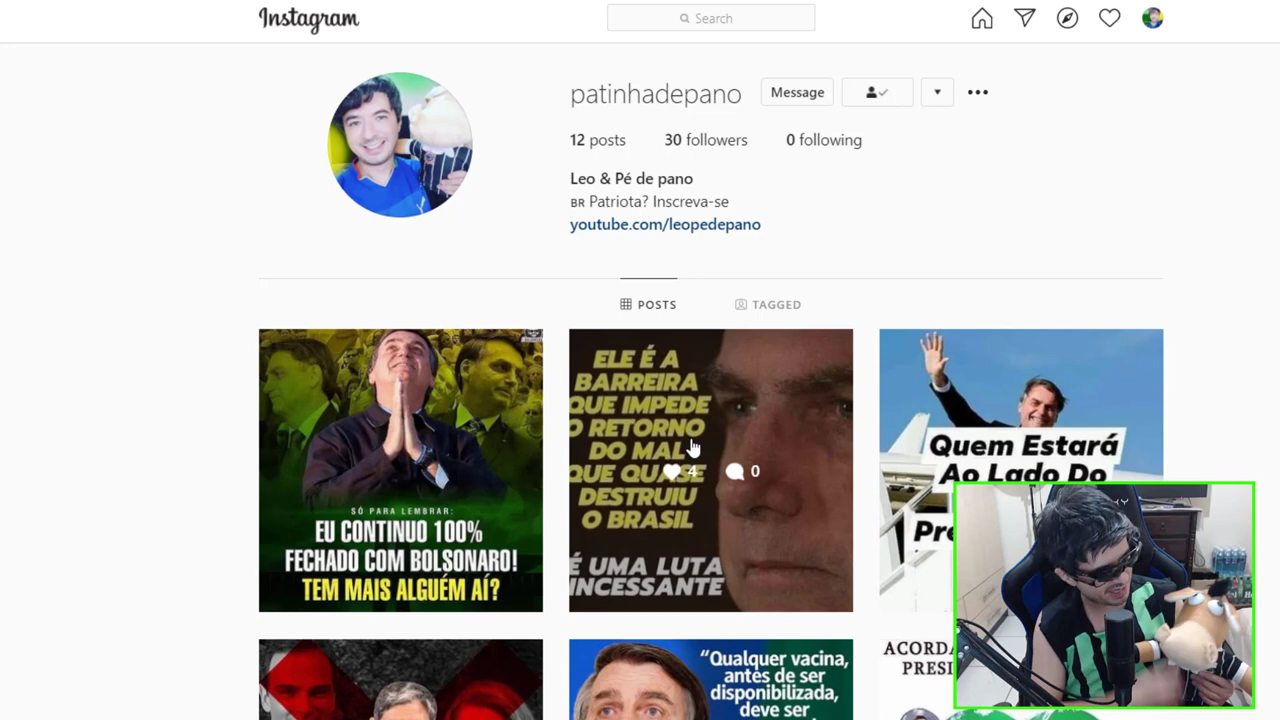 Instagram
Search
patinhadepano
Message
12 posts
30 followers
0 following
Leo & Pé de pano
BR Patriota? Inscreva-se
youtube.com/leopedepano
POSTS
TAGGED
SÓ PARA LEMBRAR:
EU CONTINUO 100%
FECHADO COM BOLSONARO!
TEM MAIS ALGUÉM AÍ?
ELE É A
BARREIRA
QUE IMPEDE
O RETORNO
DO MAL
QUE QUASE
DESTRUIU
O BRASIL
É UMA LUTA
INCESSANTE
4
0
Quem Estará
Ao Lado Do
Pre
“Qualquer vacina,
antes de ser
disponibilizada,
deve ser
ACORDA
PRESI